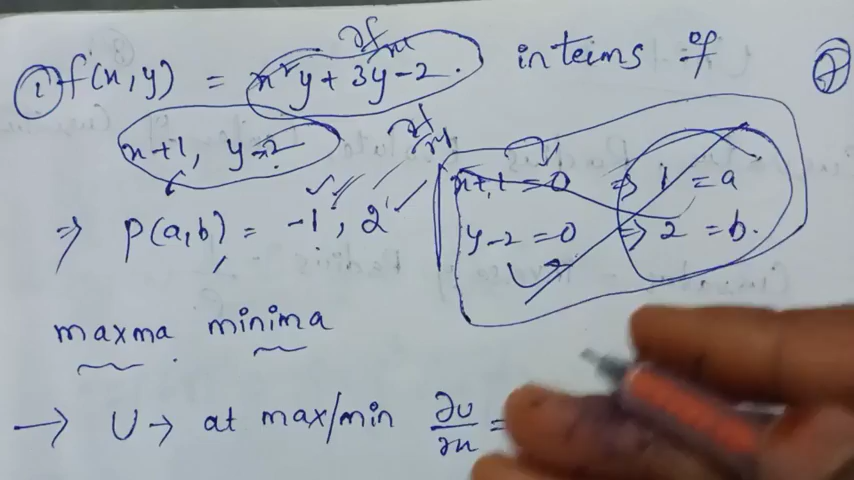 ① f(x,y) = x²y + 3y - 2. in terms of
x+1, y=2
x+1 = 0 ⇒ 1 = a
⇒ P(a,b) = -1, 2
y-2 = 0 ⇒ 2 = b.
maxma minima
→ U → at max/min ∂u/∂x =